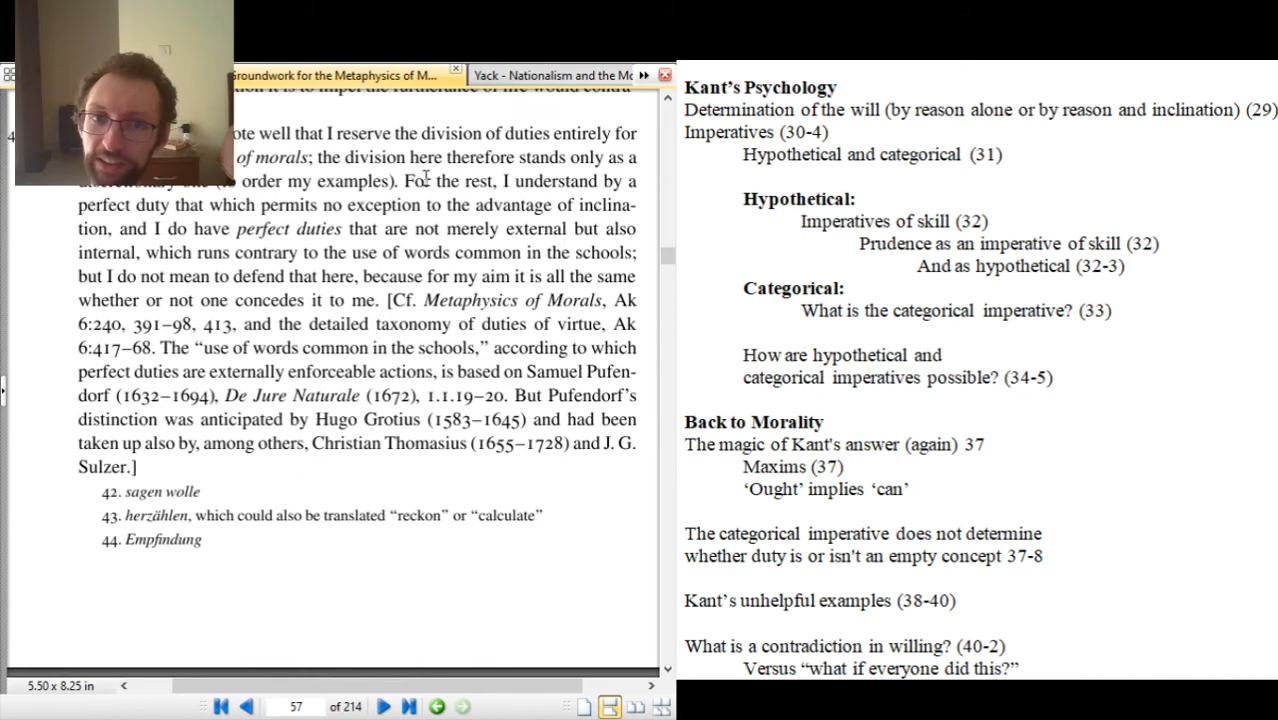 Groundwork for the Metaphysics of M...
Yack - Nationalism and the Mo
ote well that I reserve the division of duties entirely for
of morals; the division here therefore stands only as a
order my examples). For the rest, I understand by a
perfect duty that which permits no exception to the advantage of inclina-
tion, and I do have perfect duties that are not merely external but also
internal, which runs contrary to the use of words common in the schools;
but I do not mean to defend that here, because for my aim it is all the same
whether or not one concedes it to me. [Cf. Metaphysics of Morals, Ak
6:240, 391–98, 413, and the detailed taxonomy of duties of virtue, Ak
6:417–68. The “use of words common in the schools,” according to which
perfect duties are externally enforceable actions, is based on Samuel Pufen-
dorf (1632–1694), De Jure Naturale (1672), 1.1.19–20. But Pufendorf’s
distinction was anticipated by Hugo Grotius (1583–1645) and had been
taken up also by, among others, Christian Thomasius (1655–1728) and J. G.
Sulzer.]
42. sagen wolle
43. herzählen, which could also be translated “reckon” or “calculate”
44. Empfindung
5.50 x 8.25 in
57
of 214
Kant’s Psychology
Determination of the will (by reason alone or by reason and inclination) (29)
Imperatives (30-4)
Hypothetical and categorical (31)
Hypothetical:
Imperatives of skill (32)
Prudence as an imperative of skill (32)
And as hypothetical (32-3)
Categorical:
What is the categorical imperative? (33)
How are hypothetical and
categorical imperatives possible? (34-5)
Back to Morality
The magic of Kant's answer (again) 37
Maxims (37)
‘Ought’ implies ‘can’
The categorical imperative does not determine
whether duty is or isn't an empty concept 37-8
Kant’s unhelpful examples (38-40)
What is a contradiction in willing? (40-2)
Versus “what if everyone did this?”